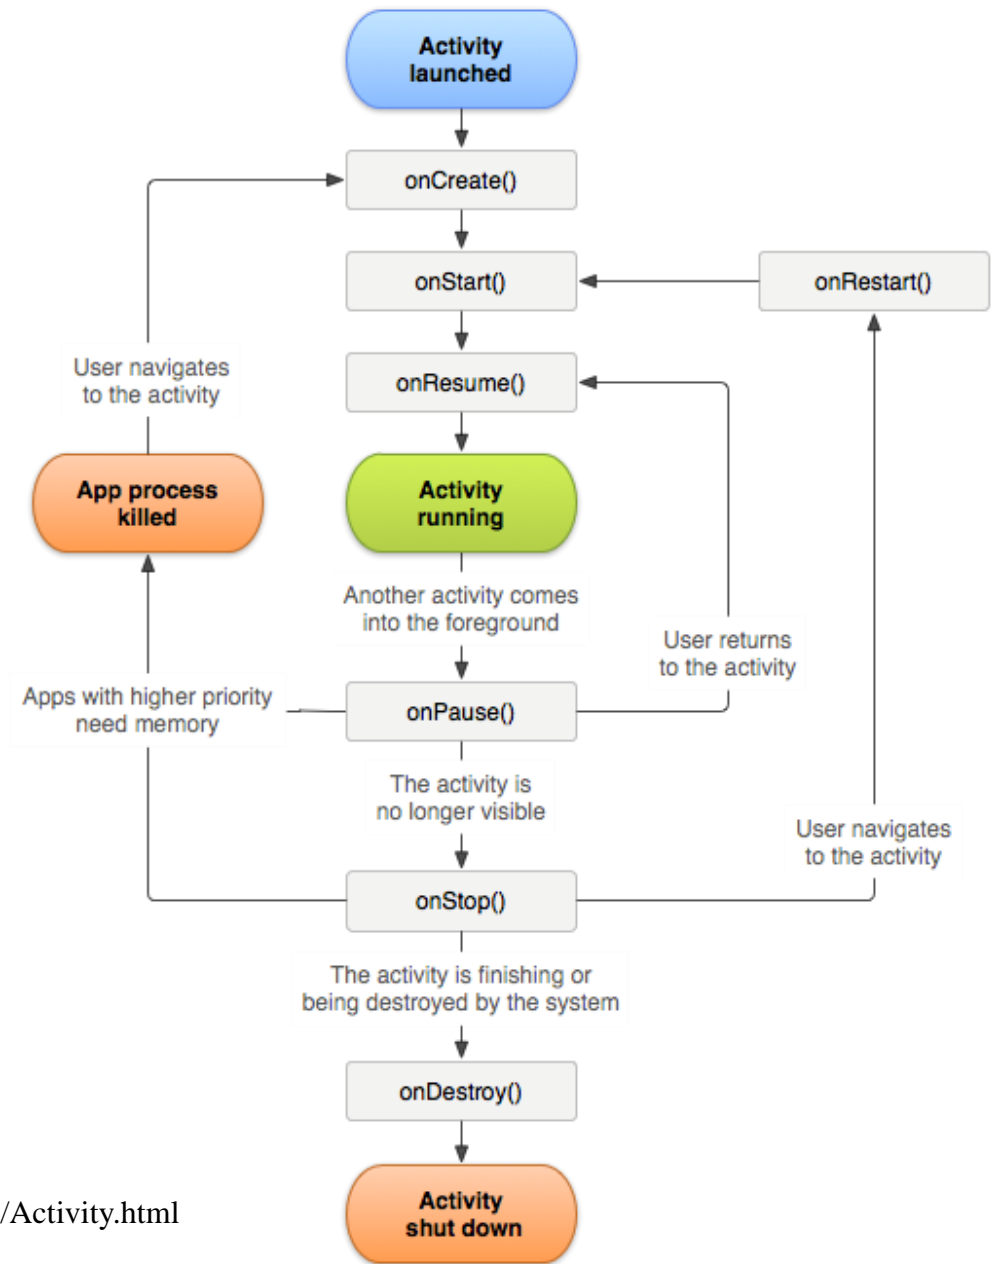 Activity
launched
onCreate()
onStart()
onRestart()
User navigates
to the activity
onResume()
App process
killed
Activity
running
Another activity comes
into the foreground
User returns
to the activity
Apps with higher priority
need memory
onPause()
The activity is
no longer visible
User navigates
to the activity
onStop()
The activity is finishing or
being destroyed by the system
onDestroy()
/Activity.html
Activity
shut down